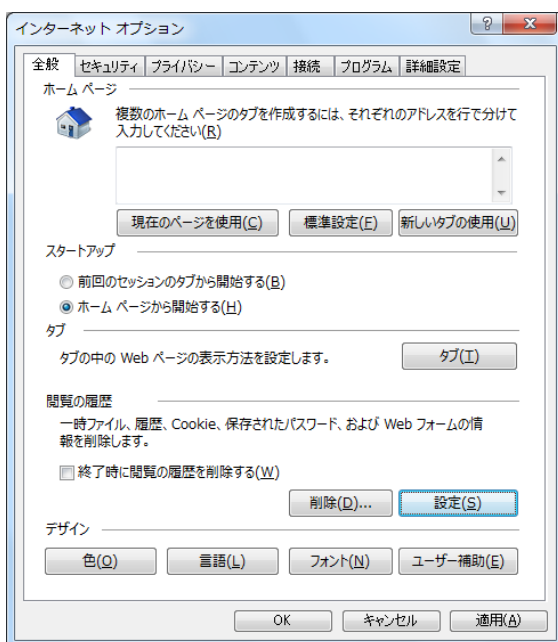 インターネット オプション
全般 セキュリティ プライバシー コンテンツ 接続 プログラム 詳細設定
ホーム ページ
複数のホーム ページのタブを作成するには、それぞれのアドレスを行で分けて
入力してください(R)
現在のページを使用(C) 標準設定(F) 新しいタブの使用(U)
スタートアップ
前回のセッションのタブから開始する(B)
ホーム ページから開始する(H)
タブ
タブの中の Web ページの表示方法を設定します。 タブ(T)
閲覧の履歴
一時ファイル、履歴、Cookie、保存されたパスワード、および Web フォームの情
報を削除します。
終了時に閲覧の履歴を削除する(W)
削除(D)... 設定(S)
デザイン
色(O) 言語(L) フォント(N) ユーザー補助(E)
OK キャンセル 適用(A)